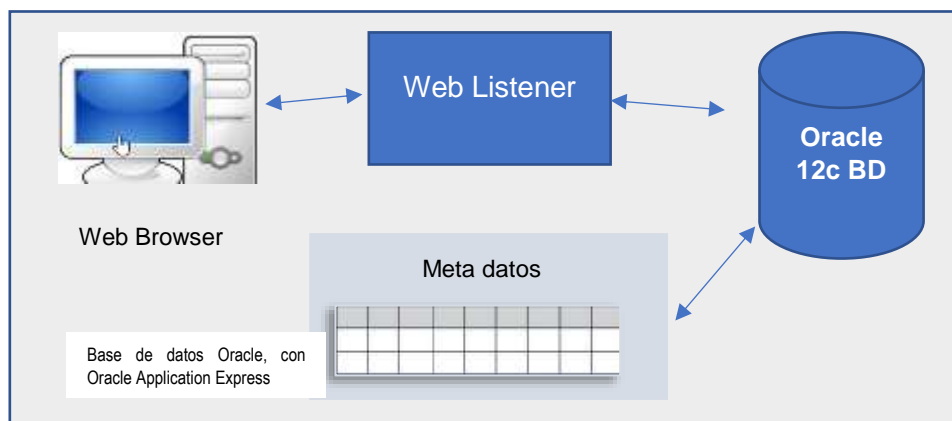 Web Listener
Oracle
12c BD
Web Browser
Meta datos
Base de datos Oracle, con
Oracle Application Express